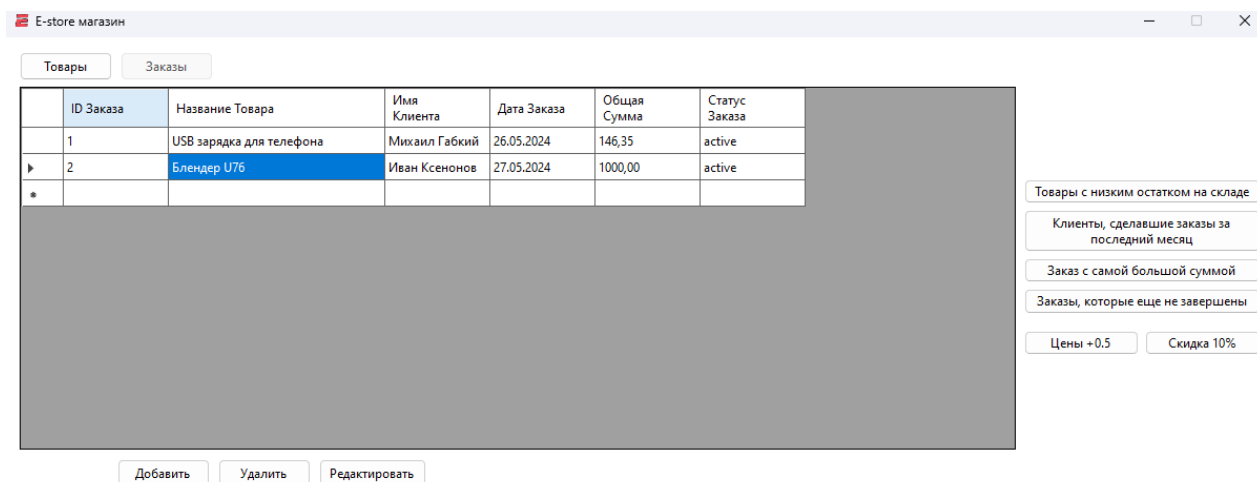 E-store магазин
Товары Заказы
ID Заказа Название Товара Имя Клиента Дата Заказа Общая Сумма Статус Заказа
1 USB зарядка для телефона Михаил Габкий 26.05.2024 146,35 active
2 Блендер U76 Иван Ксенонов 27.05.2024 1000,00 active
Товары с низким остатком на складе
Клиенты, сделавшие заказы за
последний месяц
Заказ с самой большой суммой
Заказы, которые еще не завершены
Цены +0.5 Скидка 10%
Добавить Удалить Редактировать